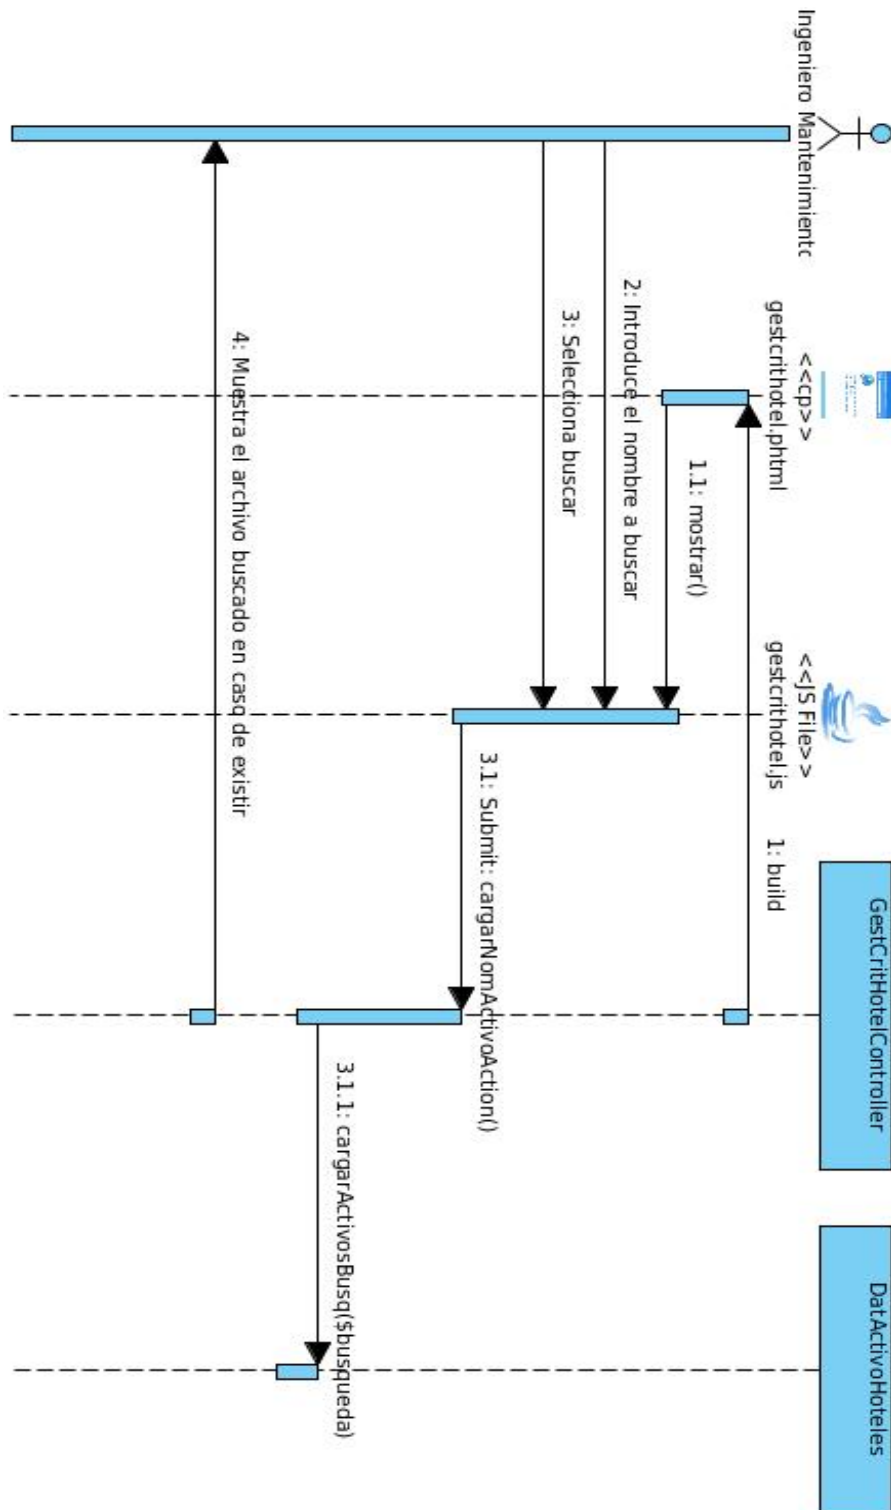 Ingeniero Mantenimiento
<<cp>>
gestcrithotel.phtml
<<JS File>>
gestcrithotel.js
GestCritHotelController
DatActivoHoteles
1: build
1.1: mostrar()
2: Introduce el nombre a buscar
3: Selecciona buscar
3.1: Submit: cargarNomActivoAction()
3.1.1: cargarActivosBusq($busqueda)
4: Muestra el archivo buscado en caso de existir